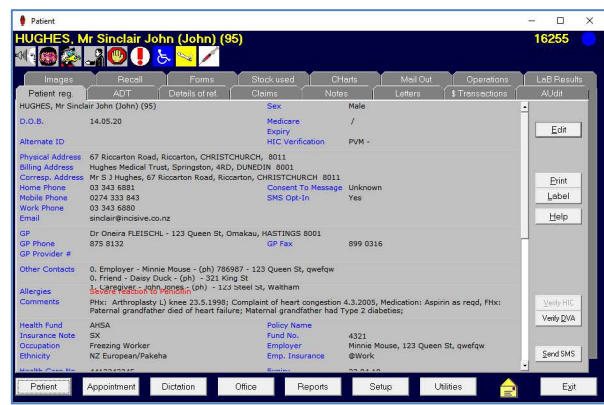 Patient
HUGHES, Mr Sinclair John (John) (95) 16255
Images Recall Forms Stock used CHarts Mail Out Operations LaB Results
Patient reg. ADT Details of ref. Claims Notes Letters $ Transactions AUdit
HUGHES, Mr Sinclair John (John) (95) Sex Male
D.O.B. 14.05.20 Medicare /
Expiry
Edit
Alternate ID HIC Verification PVM -
Physical Address 67 Riccarton Road, Riccarton, CHRISTCHURCH, 8011
Billing Address Hughes Medical Trust, Springston, 4RD, DUNEDIN 8001
Corresp. Address Mr S J Hughes, 67 Riccarton Road, Riccarton, CHRISTCHURCH 8011
Print
Home Phone 03 343 6881 Consent To Message Unknown
Mobile Phone 0274 333 843 SMS Opt-In Yes
Label
Work Phone 03 343 6880
Email sinclair@incisive.co.nz
Help
GP Dr Oneira FLEISCHL - 123 Queen St, Omakau, HASTINGS 8001
GP Phone 875 8132 GP Fax 899 0316
GP Provider #
Other Contacts 0. Employer - Minnie Mouse - (ph) 786987 - 123 Queen St, qwefqw
0. Friend - Daisy Duck - (ph) - 321 King St
1. Caregiver - John Jones - (ph) - 123 Steel St, Waltham
Allergies Severe reaction to Penicillin
Comments PHx: Arthroplasty L) knee 23.5.1998; Complaint of heart congestion 4.3.2005, Medication: Aspirin as reqd, FHx:
Paternal grandfather died of heart failure; Maternal grandfather had Type 2 diabetes;
Verify HIC
Verify DVA
Health Fund AHSA Policy Name
Insurance Note SX Fund No. 4321
Occupation Freezing Worker Employer Minnie Mouse, 123 Queen St, qwefqw
Ethnicity NZ European/Pakeha Emp. Insurance @Work
Send SMS
Patient Appointment Dictation Office Reports Setup Utilities Exit